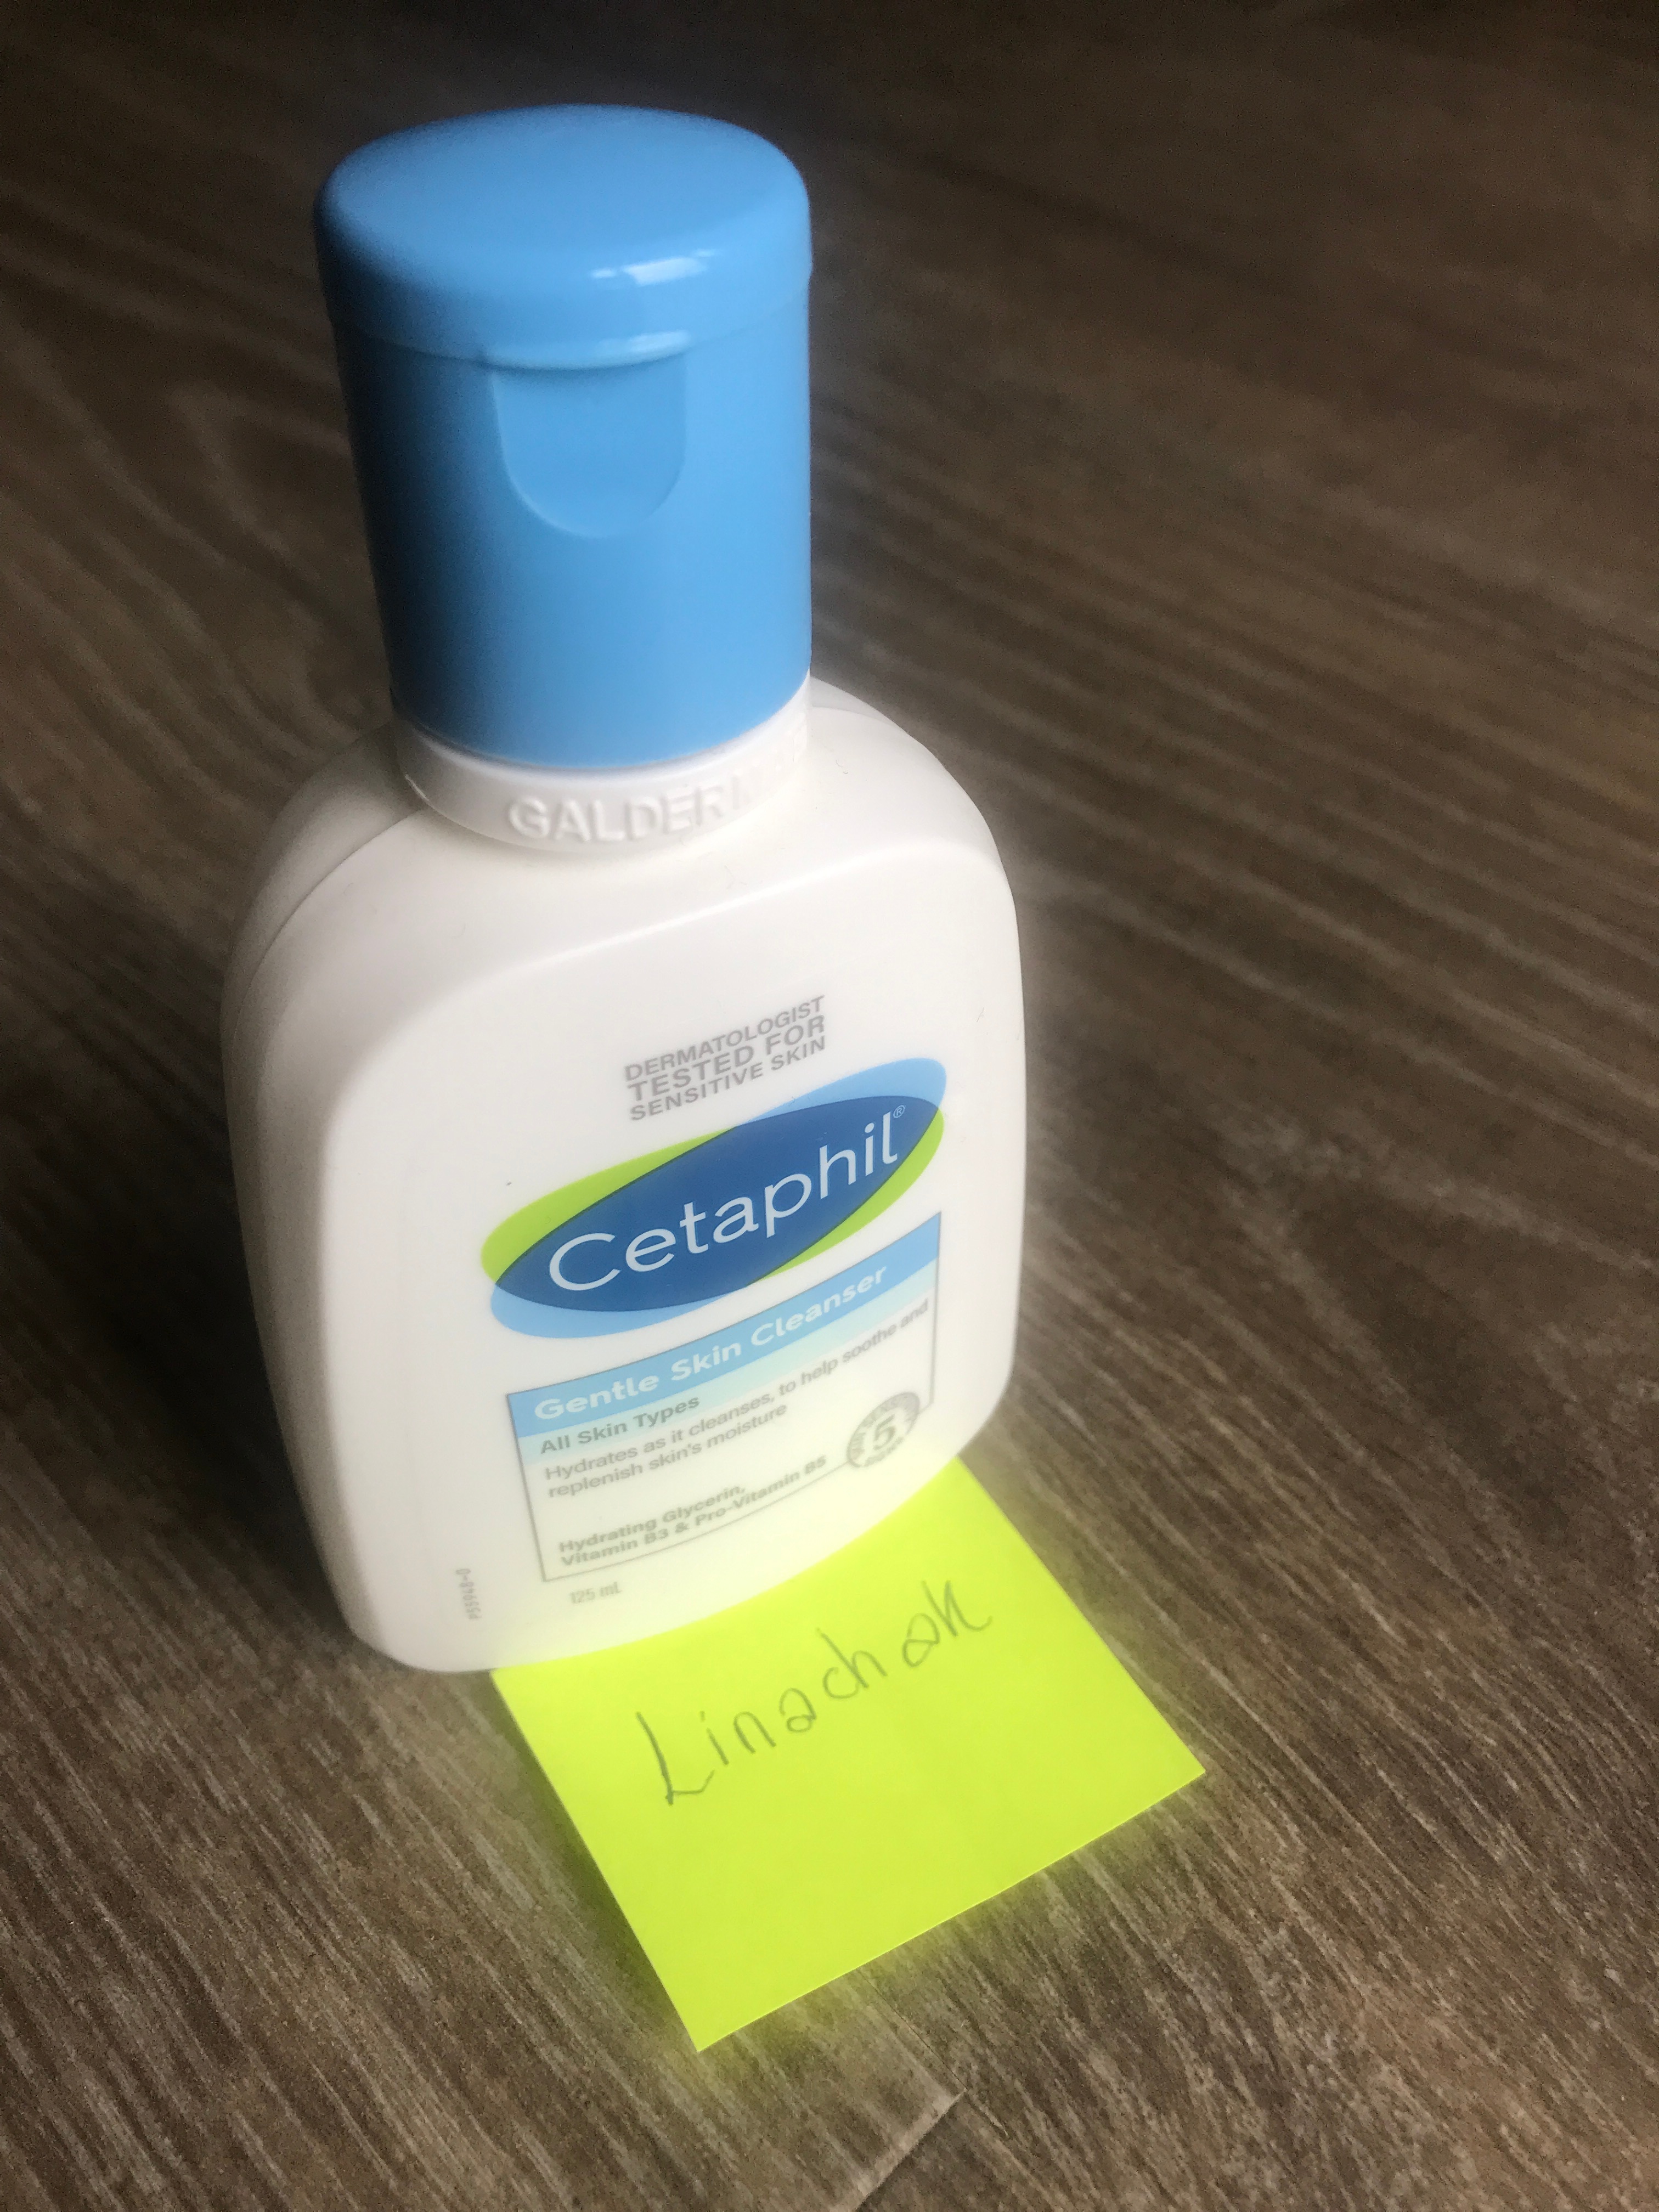 GALDERM
DERMATOLOGIST
TESTED FOR
SENSITIVE SKIN
Cetaphil®
Gentle Skin Cleanser
All Skin Types
Hydrates as it cleanses, to help soothe and
replenish skin's moisture
5
Hydrating Glycerin,
Vitamin B3 & Pro-Vitamin B5
125 mL
Linachok